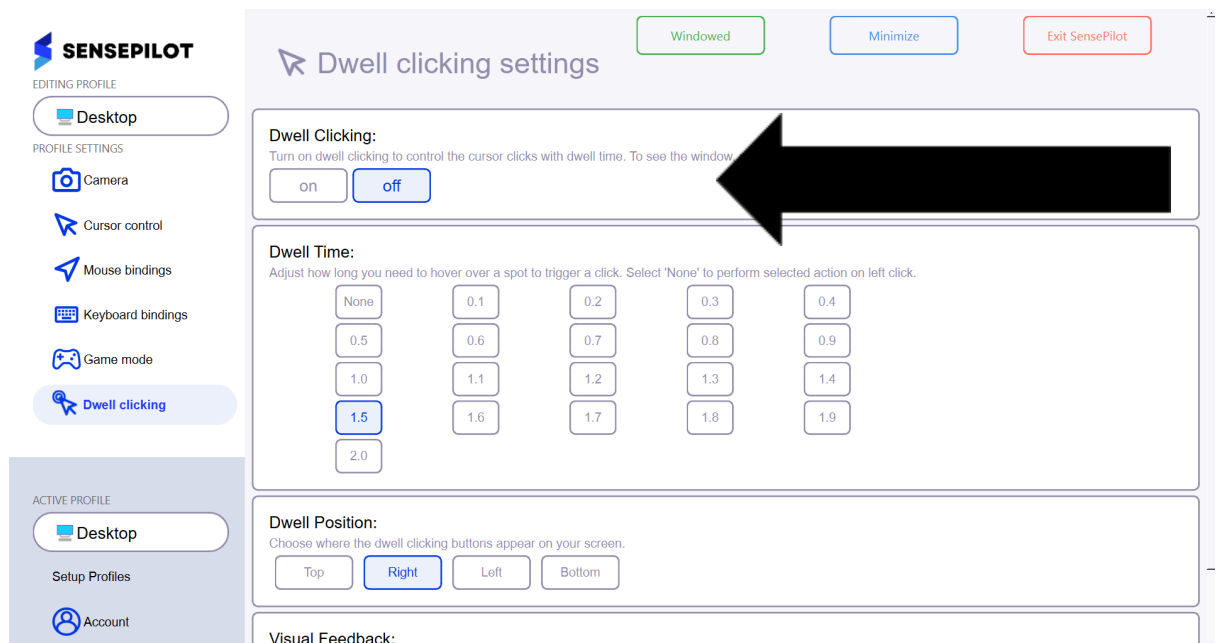 SENSEPILOT
EDITING PROFILE
Desktop
PROFILE SETTINGS
Camera
Cursor control
Mouse bindings
Keyboard bindings
Game mode
Dwell clicking
ACTIVE PROFILE
Desktop
Setup Profiles
Account
Windowed Minimize Exit SensePilot
Dwell clicking settings
Dwell Clicking:
Turn on dwell clicking to control the cursor clicks with dwell time. To see the window,
on off
Dwell Time:
Adjust how long you need to hover over a spot to trigger a click. Select 'None' to perform selected action on left click.
None 0.1 0.2 0.3 0.4
0.5 0.6 0.7 0.8 0.9
1.0 1.1 1.2 1.3 1.4
1.5 1.6 1.7 1.8 1.9
2.0
Dwell Position:
Choose where the dwell clicking buttons appear on your screen.
Top Right Left Bottom
Visual Feedback: